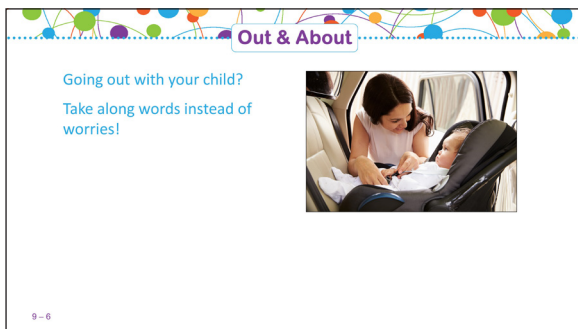 Out & About
Going out with your child?
Take along words instead of
worries!
9 – 6